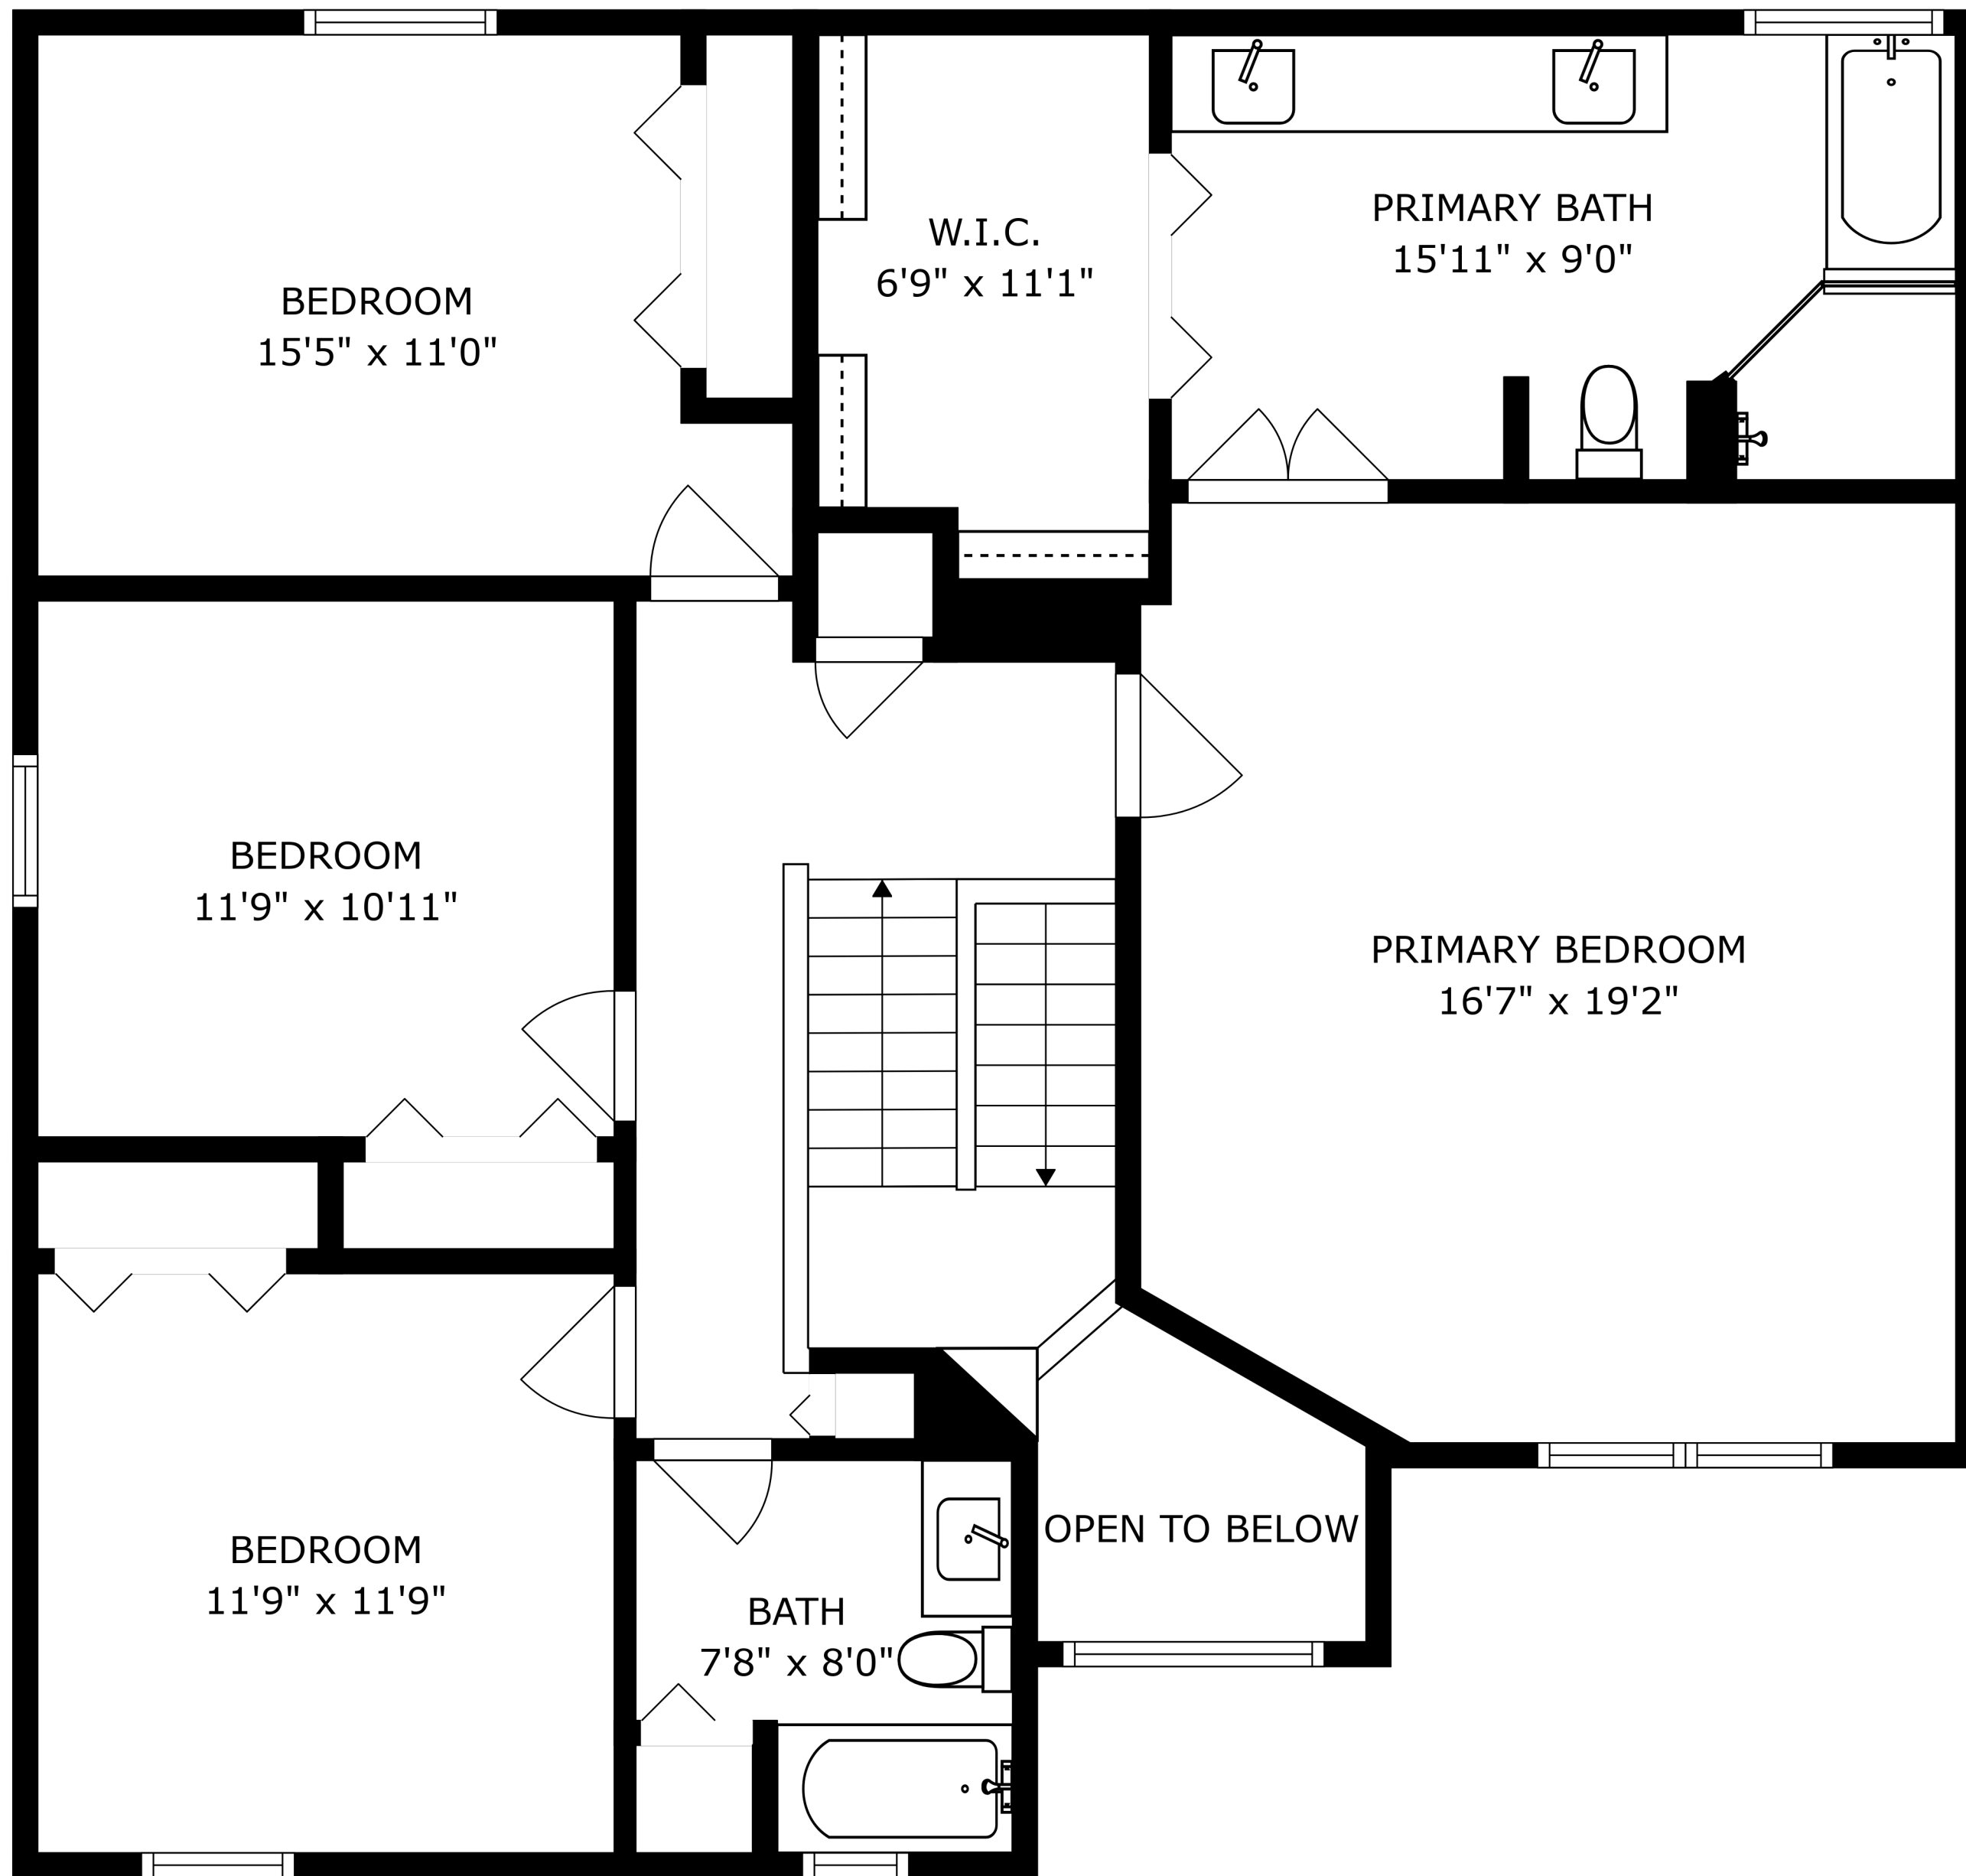 W.I.C.
6'9" x 11'1"
PRIMARY BATH
15'11" x 9'0"
BEDROOM
15'5" x 11'0"
BEDROOM
11'9" x 10'11"
PRIMARY BEDROOM
16'7" x 19'2"
OPEN TO BELOW
BEDROOM
11'9" x 11'9"
BATH
7'8" x 8'0"